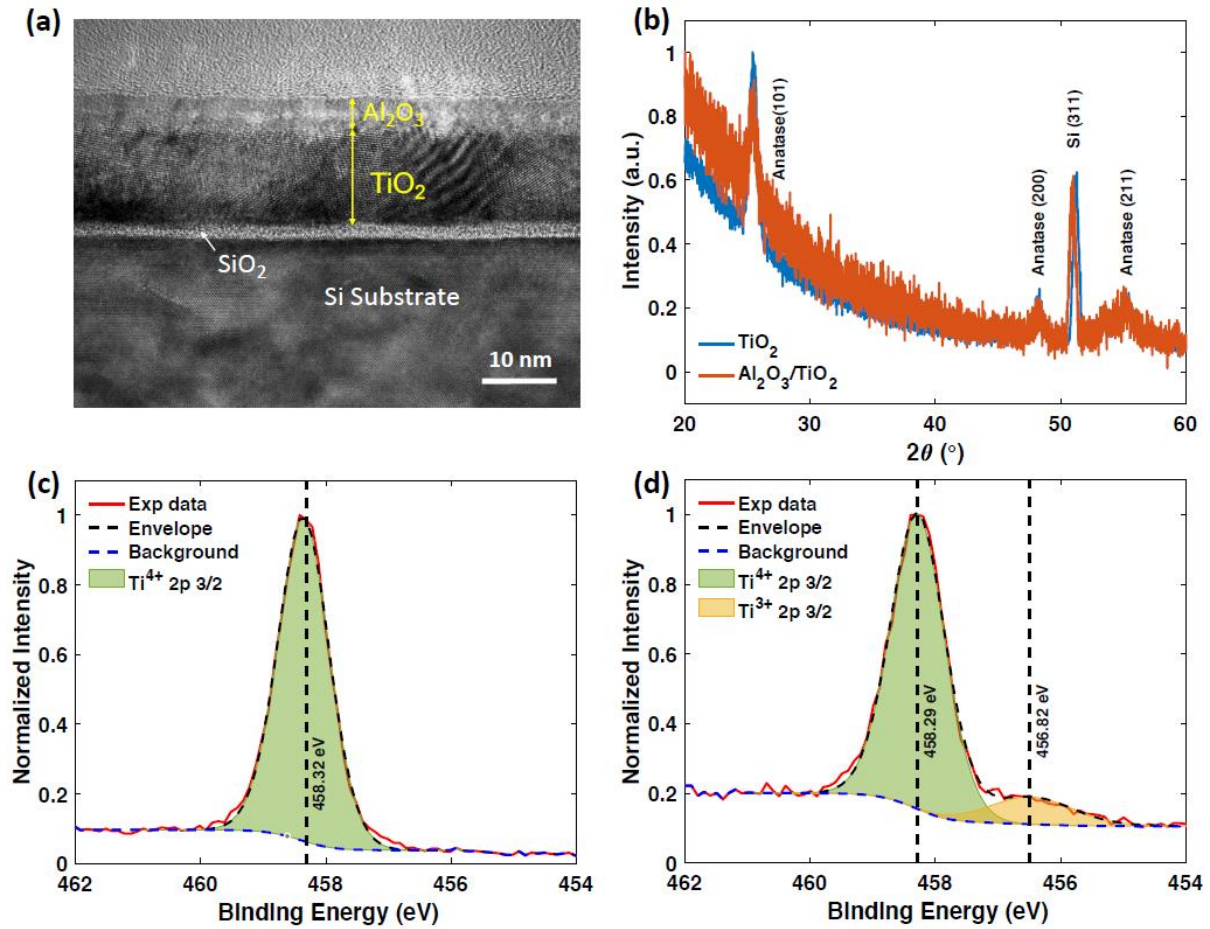 (a)
Al₂O₃
TiO₂
SiO₂
Si Substrate
10 nm
(b)
Intensity (a.u.)
1
0.8
0.6
0.4
0.2
0
Anatase(101)
Anatase (200)
Si (311)
Anatase (211)
TiO₂
Al₂O₃/TiO₂
20 30 40 50 60
2θ (°)
(c)
Normalized Intensity
1
0.8
0.6
0.4
0.2
0
Exp data
Envelope
Background
Ti⁴⁺ 2p 3/2
458.32 eV
462 460 458 456 454
Binding Energy (eV)
(d)
Normalized Intensity
1
0.8
0.6
0.4
0.2
0
Exp data
Envelope
Background
Ti⁴⁺ 2p 3/2
Ti³⁺ 2p 3/2
458.29 eV
456.82 eV
462 460 458 456 454
Binding Energy (eV)